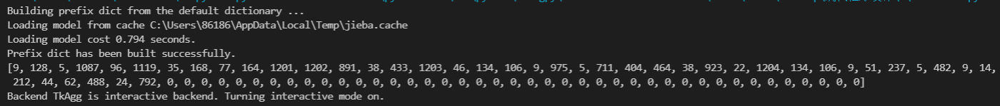 Building prefix dict from the default dictionary ...
Loading model from cache C:\Users\86186\AppData\Local\Temp\jieba.cache
Loading model cost 0.794 seconds.
Prefix dict has been built successfully.
[9, 128, 5, 1087, 96, 1119, 35, 168, 77, 164, 1201, 1202, 891, 38, 433, 1203, 46, 134, 106, 9, 975, 5, 711, 404, 464, 38, 923, 22, 1204, 134, 106, 9, 51, 237, 5, 482, 9, 14,
212, 44, 62, 488, 24, 792, 0, 0, 0, 0, 0, 0, 0, 0, 0, 0, 0, 0, 0, 0, 0, 0, 0, 0, 0, 0, 0, 0, 0, 0, 0, 0, 0, 0, 0, 0, 0, 0, 0, 0, 0, 0, 0, 0, 0, 0, 0]
Backend TkAgg is interactive backend. Turning interactive mode on.